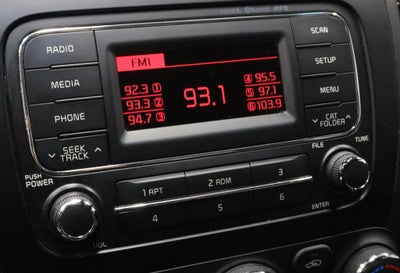 Bluetooth MP3
RADIO
MEDIA
PHONE
SEEK
TRACK
FM1
92.3 1
93.3 2
94.7 3
93.1
4 95.5
5 97.1
6 103.9
SCAN
SETUP
MENU
CAT
FOLDER
PUSH
POWER
VOL
1 RPT
2 RDM
3
4
5
6
FILE
TUNE
ENTER